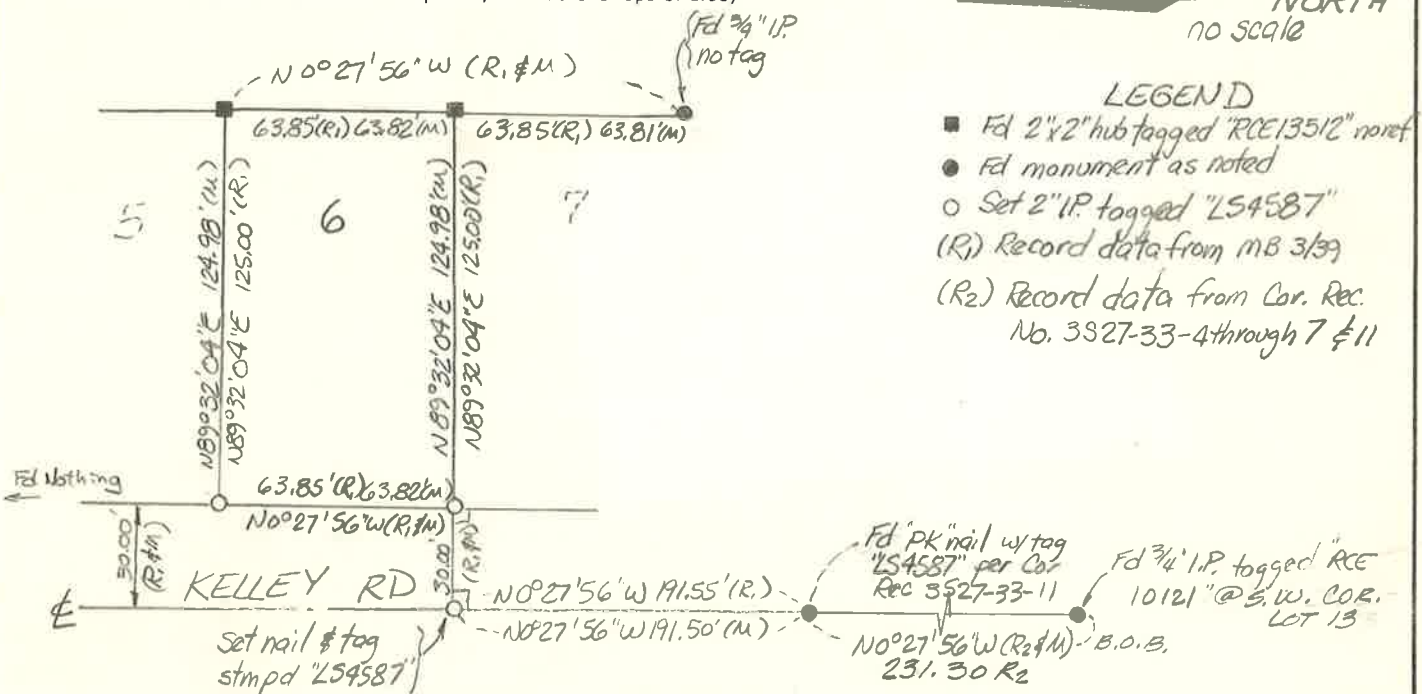 NORTH
no scale
(Fd 3/4" I.P.
no tag
N 0°27'56" W (R, & M)
63.85'(R1) 63.82'(M)
63.85'(R1) 63.81'(M)
LEGEND
■ Fd 2"x2" hub tagged "RCE13512" no ref
● Fd monument as noted
○ Set 2" I.P. tagged "LS4587"
(R1) Record data from MB 3/39
(R2) Record data from Cor. Rec.
No. 3S27-33-4 through 7 & 11
5
6
7
N89°32'04"E 124.98'(M)
N89°32'04"E 125.00'(R1)
N89°32'04"E 124.98'(M)
N89°32'04"E 125.00(R1)
Fd Nothing
63.85'(R1) 63.82(M)
N0°27'56"W(R1&M)
30.00'
(R1&M)
30.00'
(R1&M)
KELLEY RD
℄
N0°27'56"W 191.55'(R1)
N0°27'56"W 191.50'(M)
Set nail & tag
stmpd "LS4587"
Fd "PK" nail w/ tag
"LS4587" per Cor
Rec 3S27-33-11
Fd 3/4" I.P. tagged "RCE
10121" @ S.W. COR.
LOT 13
N0°27'56"W (R2&M)
B.O.B.
231.30 R2